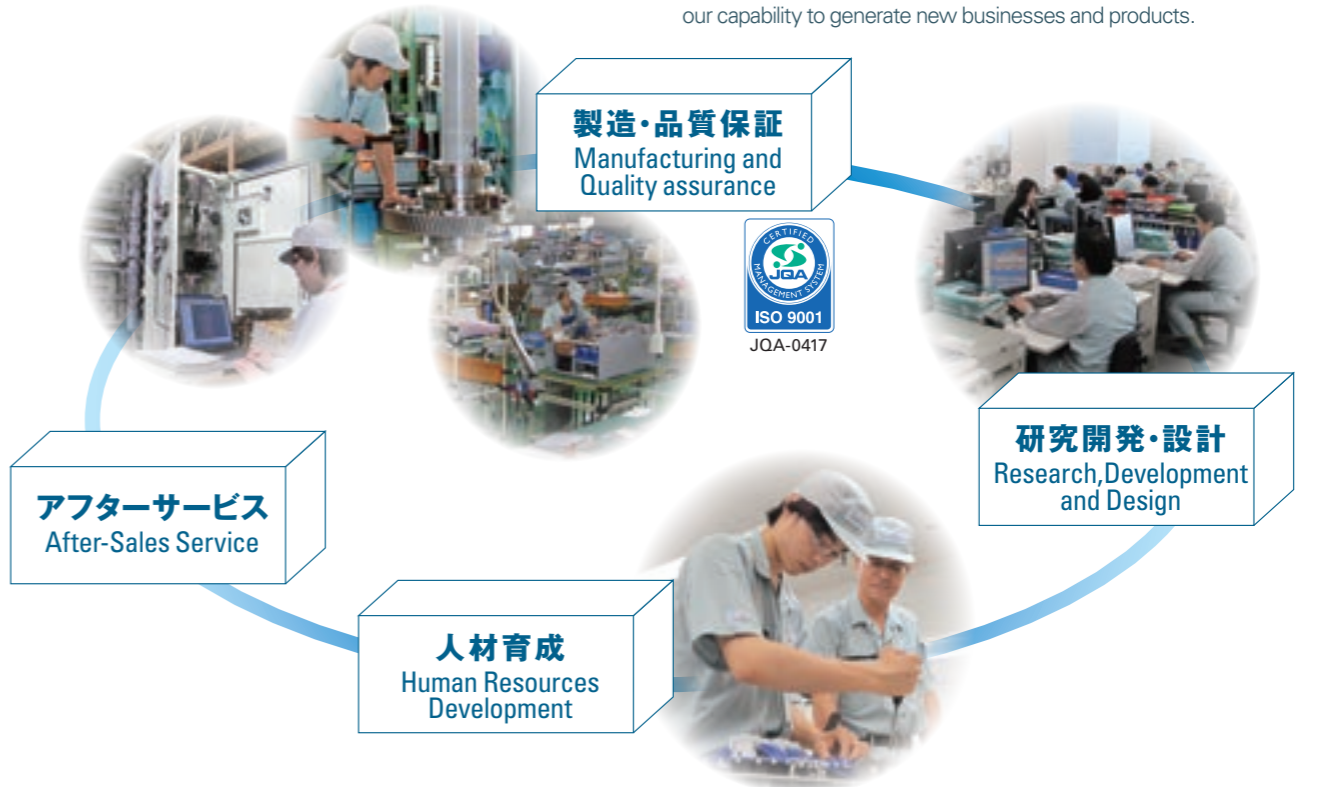 our capability to generate new businesses and products.
製造・品質保証
Manufacturing and
Quality assurance
CERTIFIED
JQA
MANAGEMENT SYSTEM
ISO 9001
JQA-0417
研究開発・設計
Research,Development
and Design
アフターサービス
After-Sales Service
人材育成
Human Resources
Development